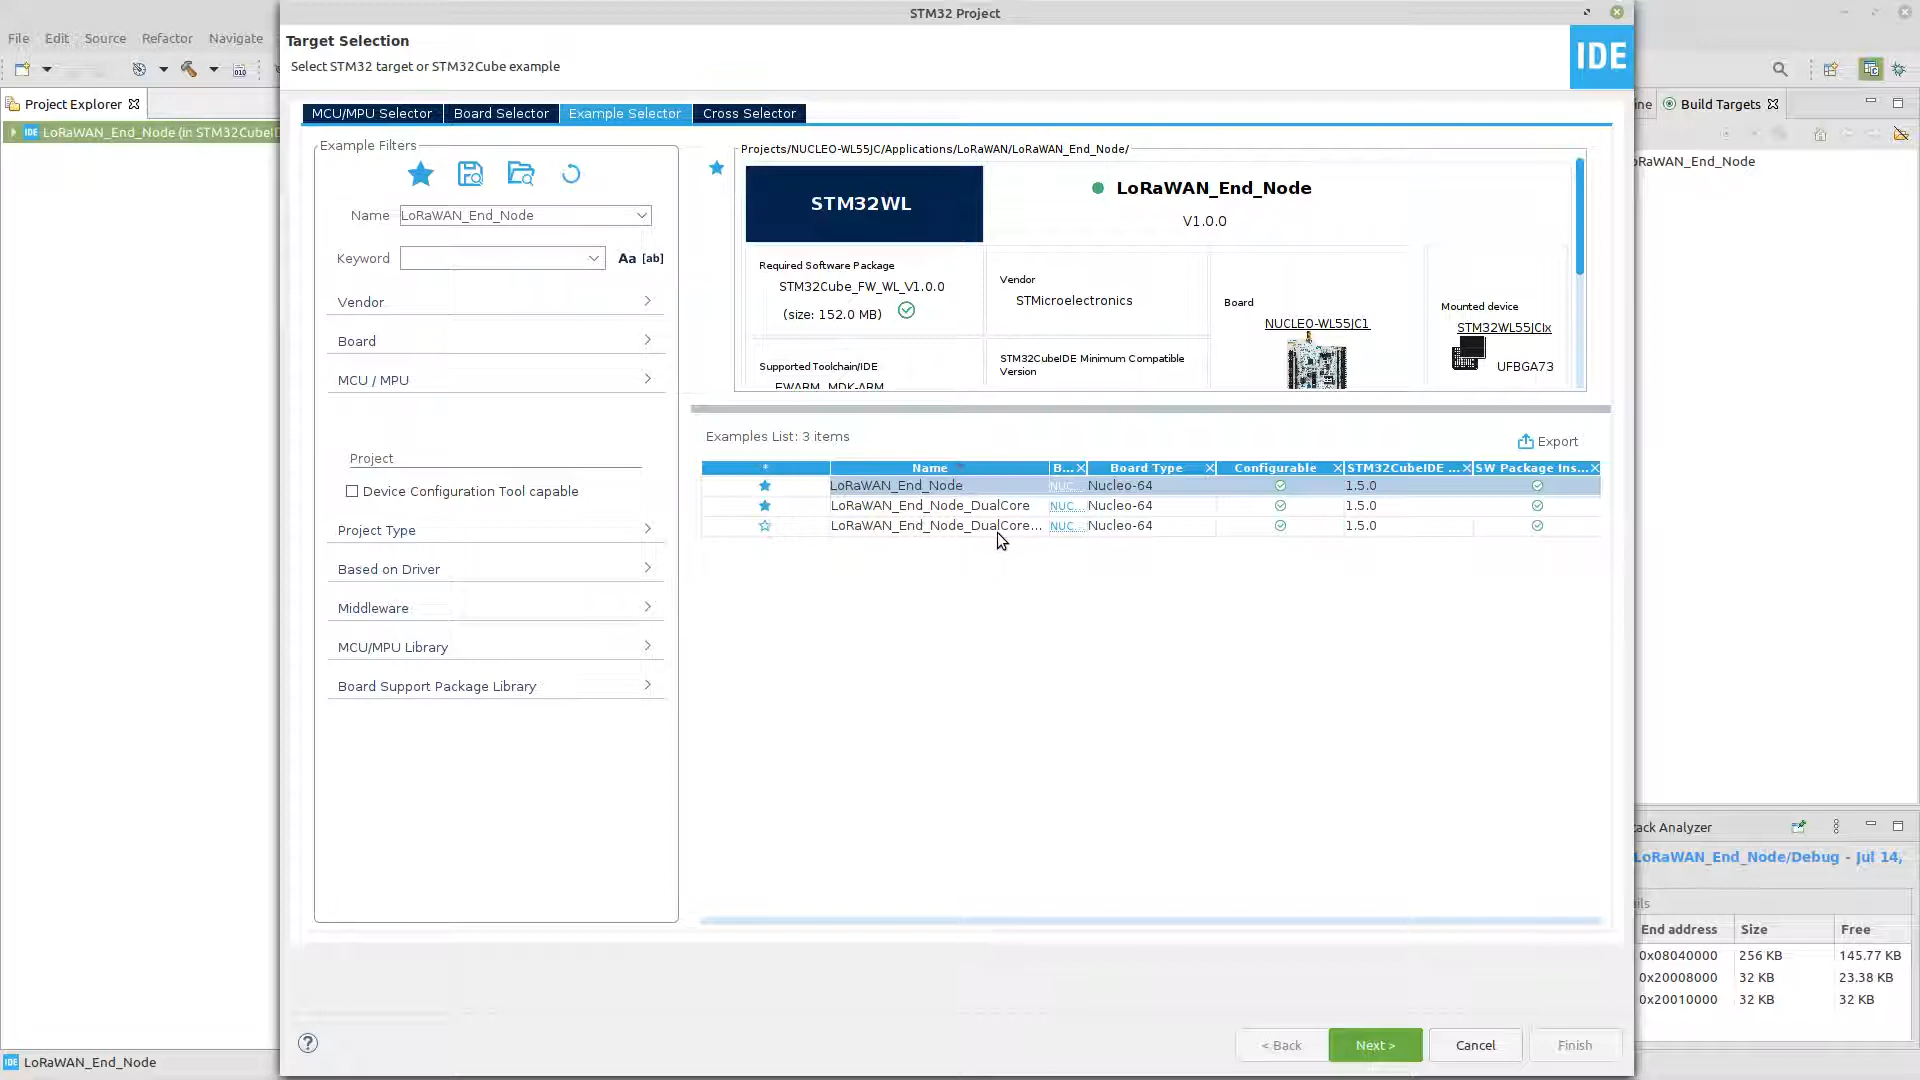 STM32 Project
File Edit Source Refactor Navigate
Target Selection
Select STM32 target or STM32Cube example
IDE
Project Explorer
LoRaWAN_End_Node (in STM32CubeI
MCU/MPU Selector
Board Selector
Example Selector
Cross Selector
Example Filters
Name LoRaWAN_End_Node
Keyword
Aa [ab]
Vendor
Board
MCU / MPU
Project
Device Configuration Tool capable
Project Type
Based on Driver
Middleware
MCU/MPU Library
Board Support Package Library
Projects/NUCLEO-WL55JC/Applications/LoRaWAN/LoRaWAN_End_Node/
STM32WL
LoRaWAN_End_Node
V1.0.0
Required Software Package
STM32Cube_FW_WL_V1.0.0
(size: 152.0 MB)
Supported Toolchain/IDE
EWARM, MDK-ARM
Vendor
STMicroelectronics
STM32CubeIDE Minimum Compatible
Version
Board
NUCLEO-WL55JC1
Mounted device
STM32WL55JCIx
UFBGA73
Examples List: 3 items
Export
* Name B... Board Type Configurable STM32CubeIDE ... SW Package Ins...
LoRaWAN_End_Node NUC... Nucleo-64 1.5.0
LoRaWAN_End_Node_DualCore NUC... Nucleo-64 1.5.0
LoRaWAN_End_Node_DualCore... NUC... Nucleo-64 1.5.0
< Back
Next >
Cancel
Finish
ine
Build Targets
oRaWAN_End_Node
tack Analyzer
LoRaWAN_End_Node/Debug - Jul 14,
ails
End address Size Free
0x08040000 256 KB 145.77 KB
0x20008000 32 KB 23.38 KB
0x20010000 32 KB 32 KB
IDE LoRaWAN_End_Node